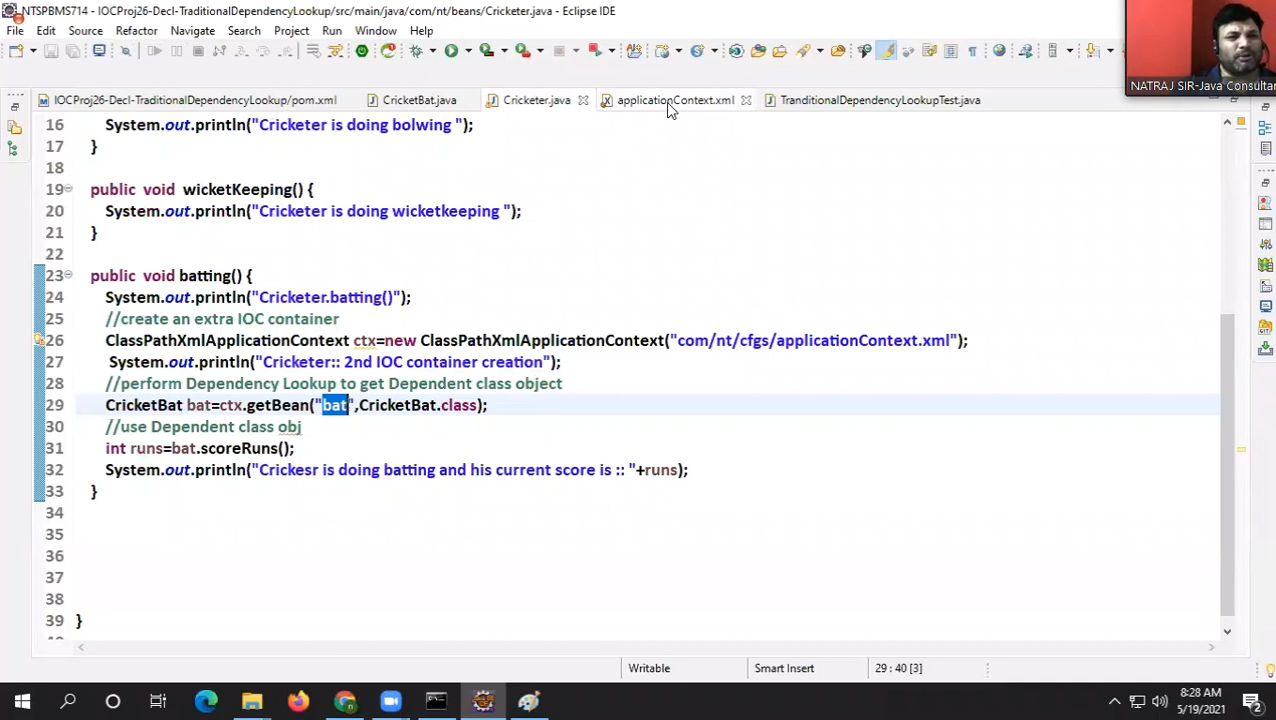 NTSPBMS714 - IOCProj26-Decl-TraditionalDependencyLookup/src/main/java/com/nt/beans/Cricketer.java - Eclipse IDE
File Edit Source Refactor Navigate Search Project Run Window Help
NATRAJ SIR-Java Consultan
IOCProj26-Decl-TraditionalDependencyLookup/pom.xml CricketBat.java Cricketer.java applicationContext.xml TranditionalDependencyLookupTest.java
16 System.out.println("Cricketer is doing bolwing ");
17 }
18
19 public void wicketKeeping() {
20 System.out.println("Cricketer is doing wicketkeeping ");
21 }
22
23 public void batting() {
24 System.out.println("Cricketer.batting()");
25 //create an extra IOC container
26 ClassPathXmlApplicationContext ctx=new ClassPathXmlApplicationContext("com/nt/cfgs/applicationContext.xml");
27 System.out.println("Cricketer:: 2nd IOC container creation");
28 //perform Dependency Lookup to get Dependent class object
29 CricketBat bat=ctx.getBean("bat",CricketBat.class);
30 //use Dependent class obj
31 int runs=bat.scoreRuns();
32 System.out.println("Crickesr is doing batting and his current score is :: "+runs);
33 }
34
35
36
37
38
39 }
Writable Smart Insert 29 : 40 [3]
8:28 AM
5/19/2021
2